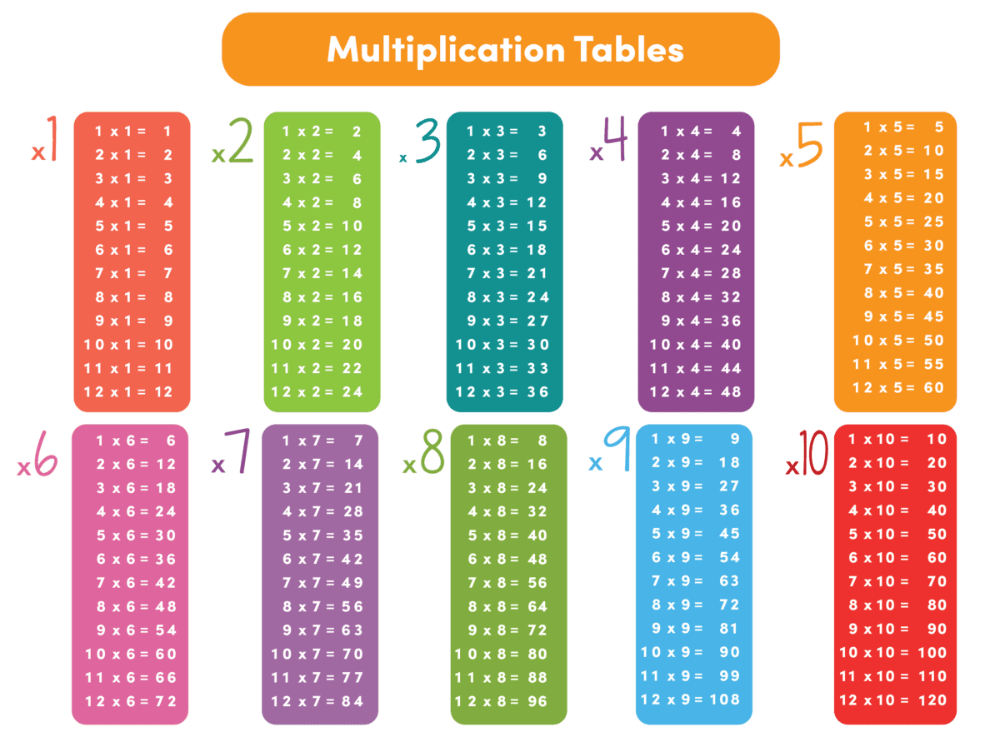 Multiplication Tables
x1
1 x 1 = 1
2 x 1 = 2
3 x 1 = 3
4 x 1 = 4
5 x 1 = 5
6 x 1 = 6
7 x 1 = 7
8 x 1 = 8
9 x 1 = 9
10 x 1 = 10
11 x 1 = 11
12 x 1 = 12
x2
1 x 2 = 2
2 x 2 = 4
3 x 2 = 6
4 x 2 = 8
5 x 2 = 10
6 x 2 = 12
7 x 2 = 14
8 x 2 = 16
9 x 2 = 18
10 x 2 = 20
11 x 2 = 22
12 x 2 = 24
x3
1 x 3 = 3
2 x 3 = 6
3 x 3 = 9
4 x 3 = 12
5 x 3 = 15
6 x 3 = 18
7 x 3 = 21
8 x 3 = 24
9 x 3 = 27
10 x 3 = 30
11 x 3 = 33
12 x 3 = 36
x4
1 x 4 = 4
2 x 4 = 8
3 x 4 = 12
4 x 4 = 16
5 x 4 = 20
6 x 4 = 24
7 x 4 = 28
8 x 4 = 32
9 x 4 = 36
10 x 4 = 40
11 x 4 = 44
12 x 4 = 48
x5
1 x 5 = 5
2 x 5 = 10
3 x 5 = 15
4 x 5 = 20
5 x 5 = 25
6 x 5 = 30
7 x 5 = 35
8 x 5 = 40
9 x 5 = 45
10 x 5 = 50
11 x 5 = 55
12 x 5 = 60
x6
1 x 6 = 6
2 x 6 = 12
3 x 6 = 18
4 x 6 = 24
5 x 6 = 30
6 x 6 = 36
7 x 6 = 42
8 x 6 = 48
9 x 6 = 54
10 x 6 = 60
11 x 6 = 66
12 x 6 = 72
x7
1 x 7 = 7
2 x 7 = 14
3 x 7 = 21
4 x 7 = 28
5 x 7 = 35
6 x 7 = 42
7 x 7 = 49
8 x 7 = 56
9 x 7 = 63
10 x 7 = 70
11 x 7 = 77
12 x 7 = 84
x8
1 x 8 = 8
2 x 8 = 16
3 x 8 = 24
4 x 8 = 32
5 x 8 = 40
6 x 8 = 48
7 x 8 = 56
8 x 8 = 64
9 x 8 = 72
10 x 8 = 80
11 x 8 = 88
12 x 8 = 96
x9
1 x 9 = 9
2 x 9 = 18
3 x 9 = 27
4 x 9 = 36
5 x 9 = 45
6 x 9 = 54
7 x 9 = 63
8 x 9 = 72
9 x 9 = 81
10 x 9 = 90
11 x 9 = 99
12 x 9 = 108
x10
1 x 10 = 10
2 x 10 = 20
3 x 10 = 30
4 x 10 = 40
5 x 10 = 50
6 x 10 = 60
7 x 10 = 70
8 x 10 = 80
9 x 10 = 90
10 x 10 = 100
11 x 10 = 110
12 x 10 = 120